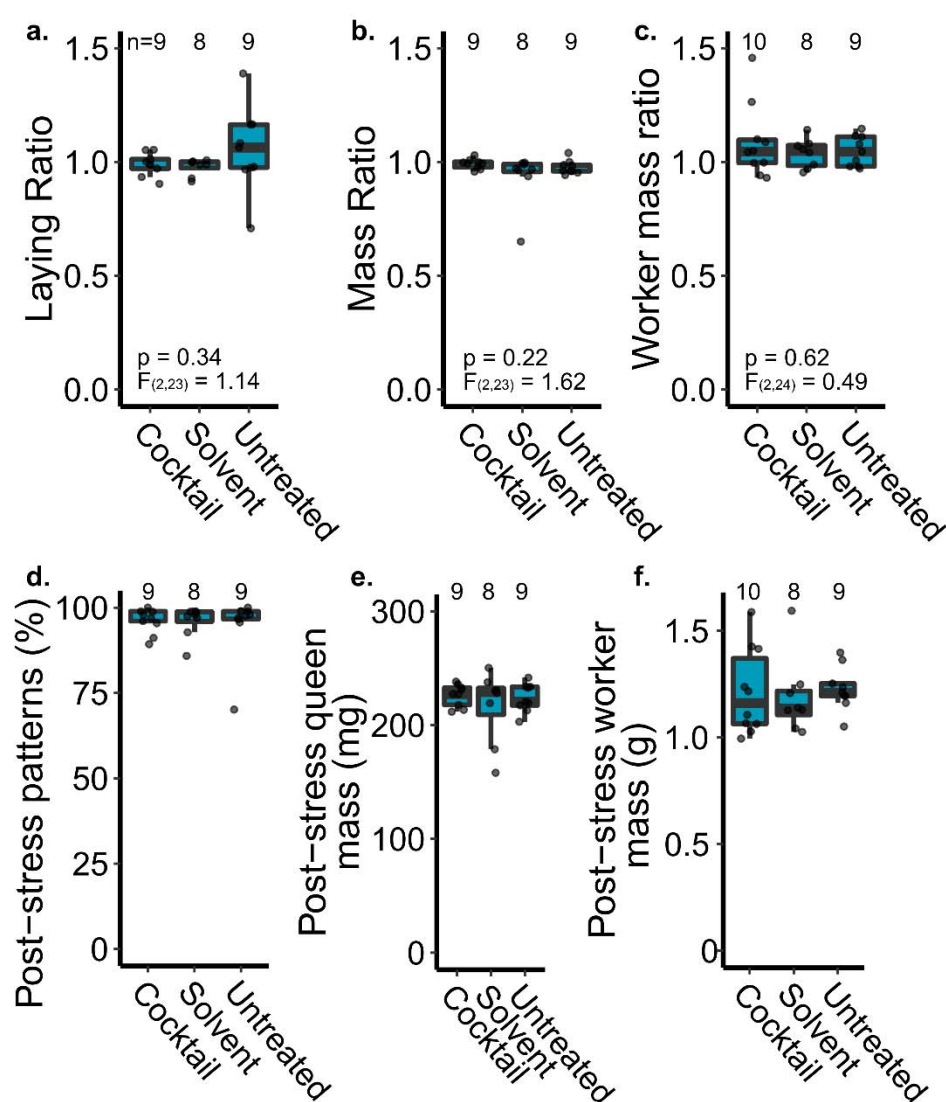 a.
n=9 8 9
Laying Ratio
1.5
1.0
0.5
0.0
p = 0.34
F(2,23) = 1.14
Cocktail
Solvent
Untreated
b.
9 8 9
Mass Ratio
1.5
1.0
0.5
0.0
p = 0.22
F(2,23) = 1.62
Cocktail
Solvent
Untreated
c.
10 8 9
Worker mass ratio
1.5
1.0
0.5
0.0
p = 0.62
F(2,24) = 0.49
Cocktail
Solvent
Untreated
d.
9 8 9
Post−stress patterns (%)
100
75
50
25
0
Cocktail
Solvent
Untreated
e.
9 8 9
Post−stress queen
mass (mg)
300
200
100
0
Cocktail
Solvent
Untreated
f.
10 8 9
Post−stress worker
mass (g)
1.5
1.0
0.5
0
Cocktail
Solvent
Untreated